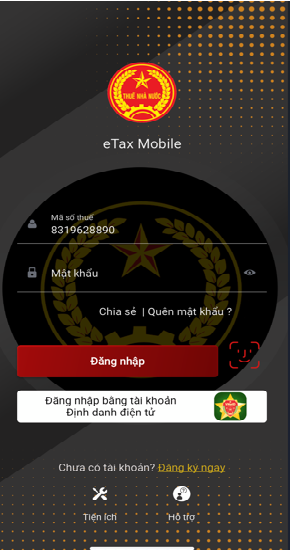 THUẾ NHÀ NƯỚC
eTax Mobile
Mã số thuế
8319628890
Mật khẩu
Chia sẻ | Quên mật khẩu ?
Đăng nhập
Đăng nhập bằng tài khoản
Định danh điện tử
Chưa có tài khoản? Đăng ký ngay
Tiện ích
Hỗ trợ